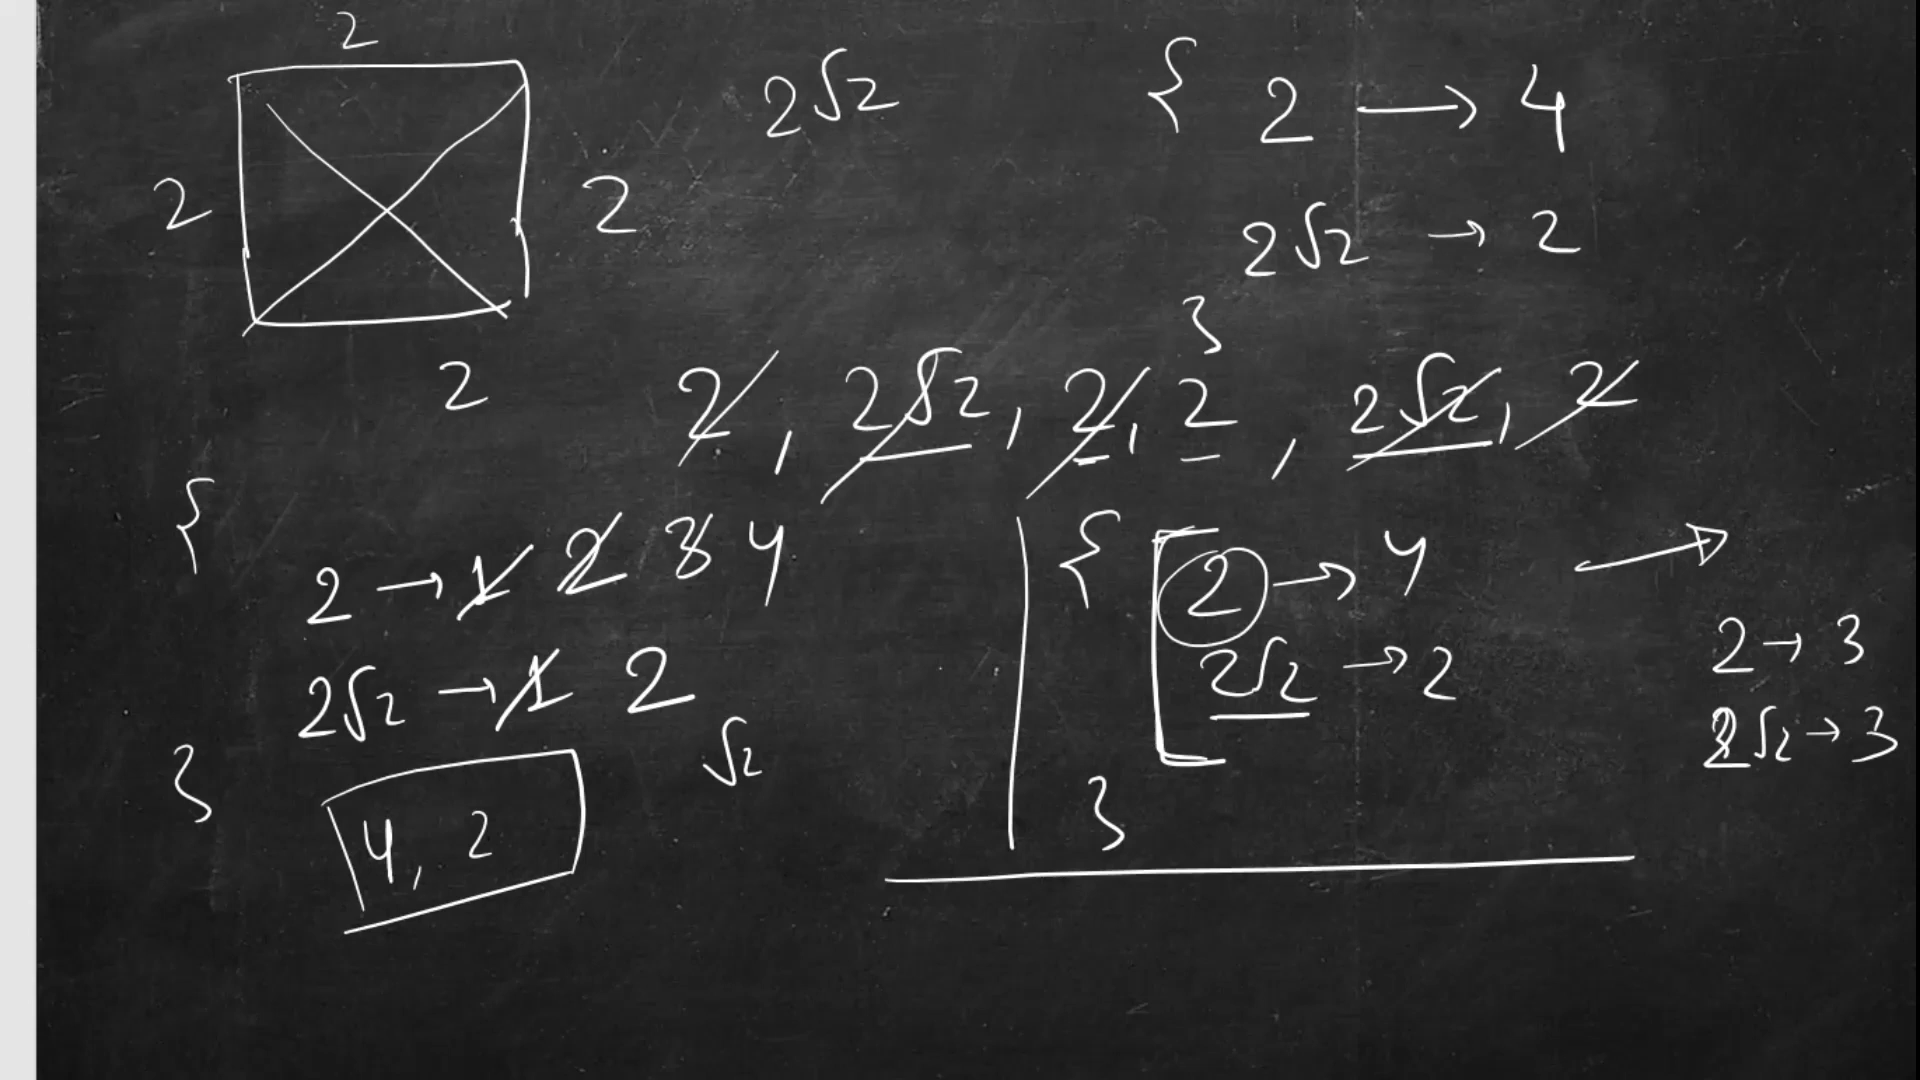 2
2√2
{ 2 → 4
2
2
2√2 → 2
}
2
2, 2√2, 2, 2, 2√2, 2
{
2 → 1 2 3 4
2√2 → 1 2
}
√2
4, 2
{
2 → 4
2√2 → 2
}
2 → 3
2√2 → 3